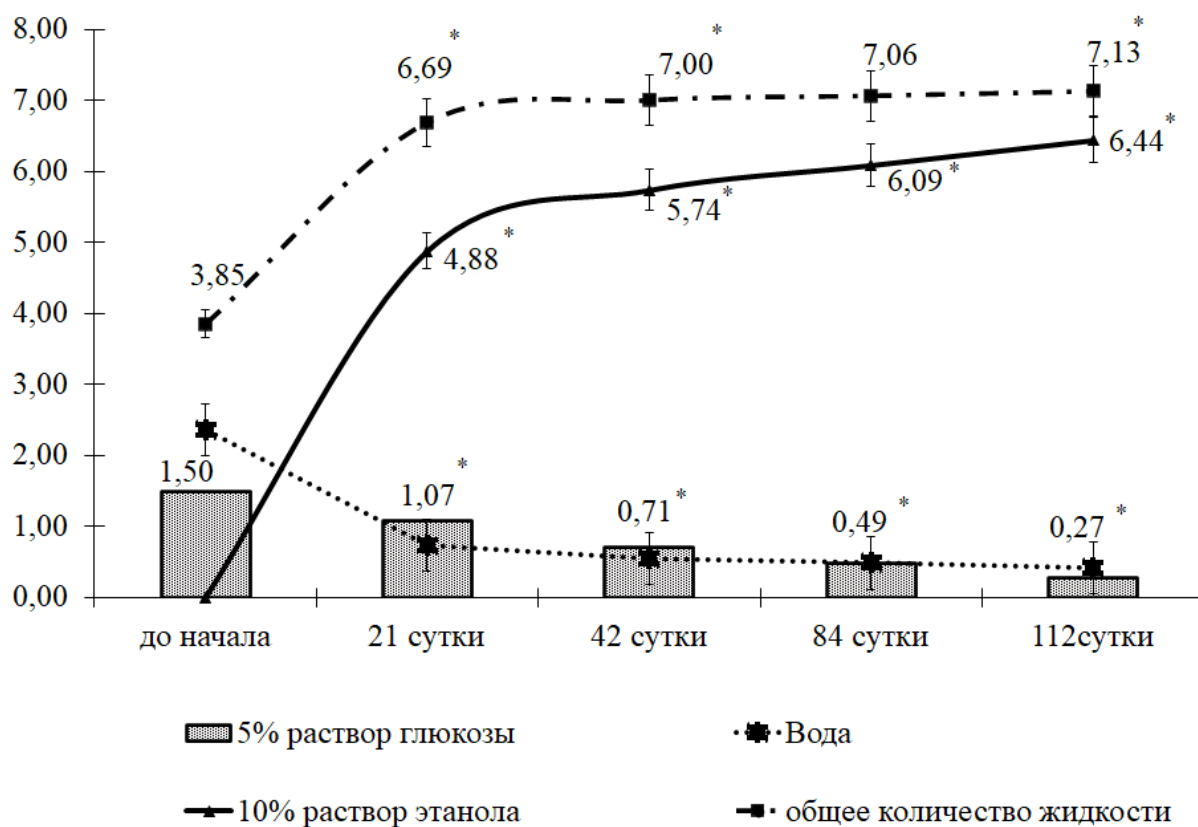 8,00
7,00
6,00
5,00
4,00
3,00
2,00
1,00
0,00
3,85
6,69*
7,00*
7,06
7,13*
4,88*
5,74*
6,09*
6,44*
1,50
1,07*
0,71*
0,49*
0,27*
до начала
21 сутки
42 сутки
84 сутки
112сутки
5% раствор глюкозы
Вода
10% раствор этанола
общее количество жидкости